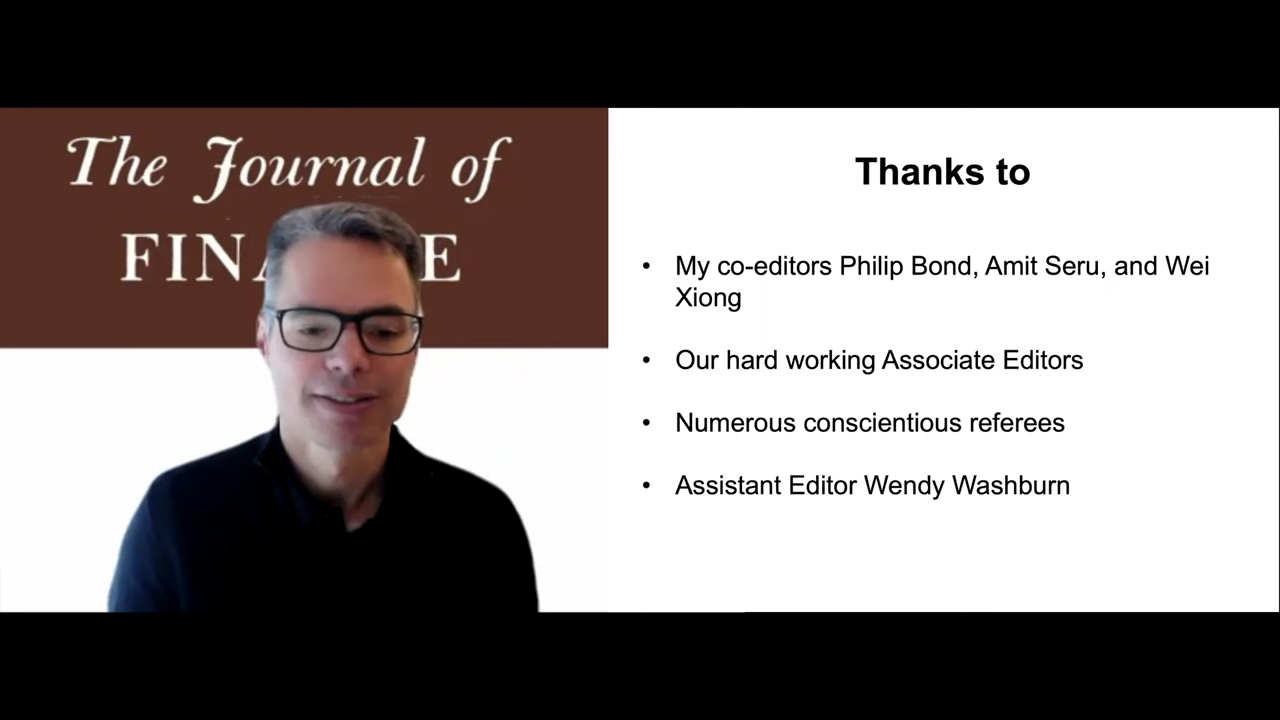 The Journal of
FINA E
Thanks to
• My co-editors Philip Bond, Amit Seru, and Wei
Xiong
• Our hard working Associate Editors
• Numerous conscientious referees
• Assistant Editor Wendy Washburn